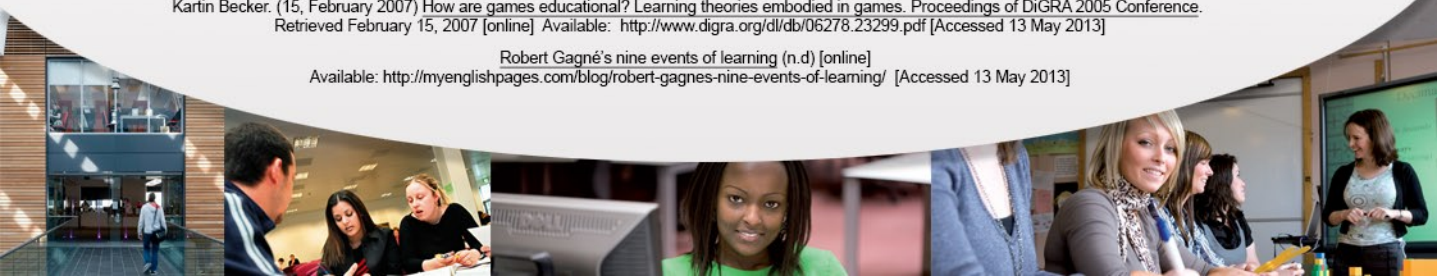 Kartin Becker. (15, February 2007) How are games educational? Learning theories embodied in games. Proceedings of DiGRA 2005 Conference.
Retrieved February 15, 2007 [online] Available: http://www.digra.org/dl/db/06278.23299.pdf [Accessed 13 May 2013]
Robert Gagné's nine events of learning (n.d) [online]
Available: http://myenglishpages.com/blog/robert-gagnes-nine-events-of-learning/ [Accessed 13 May 2013]